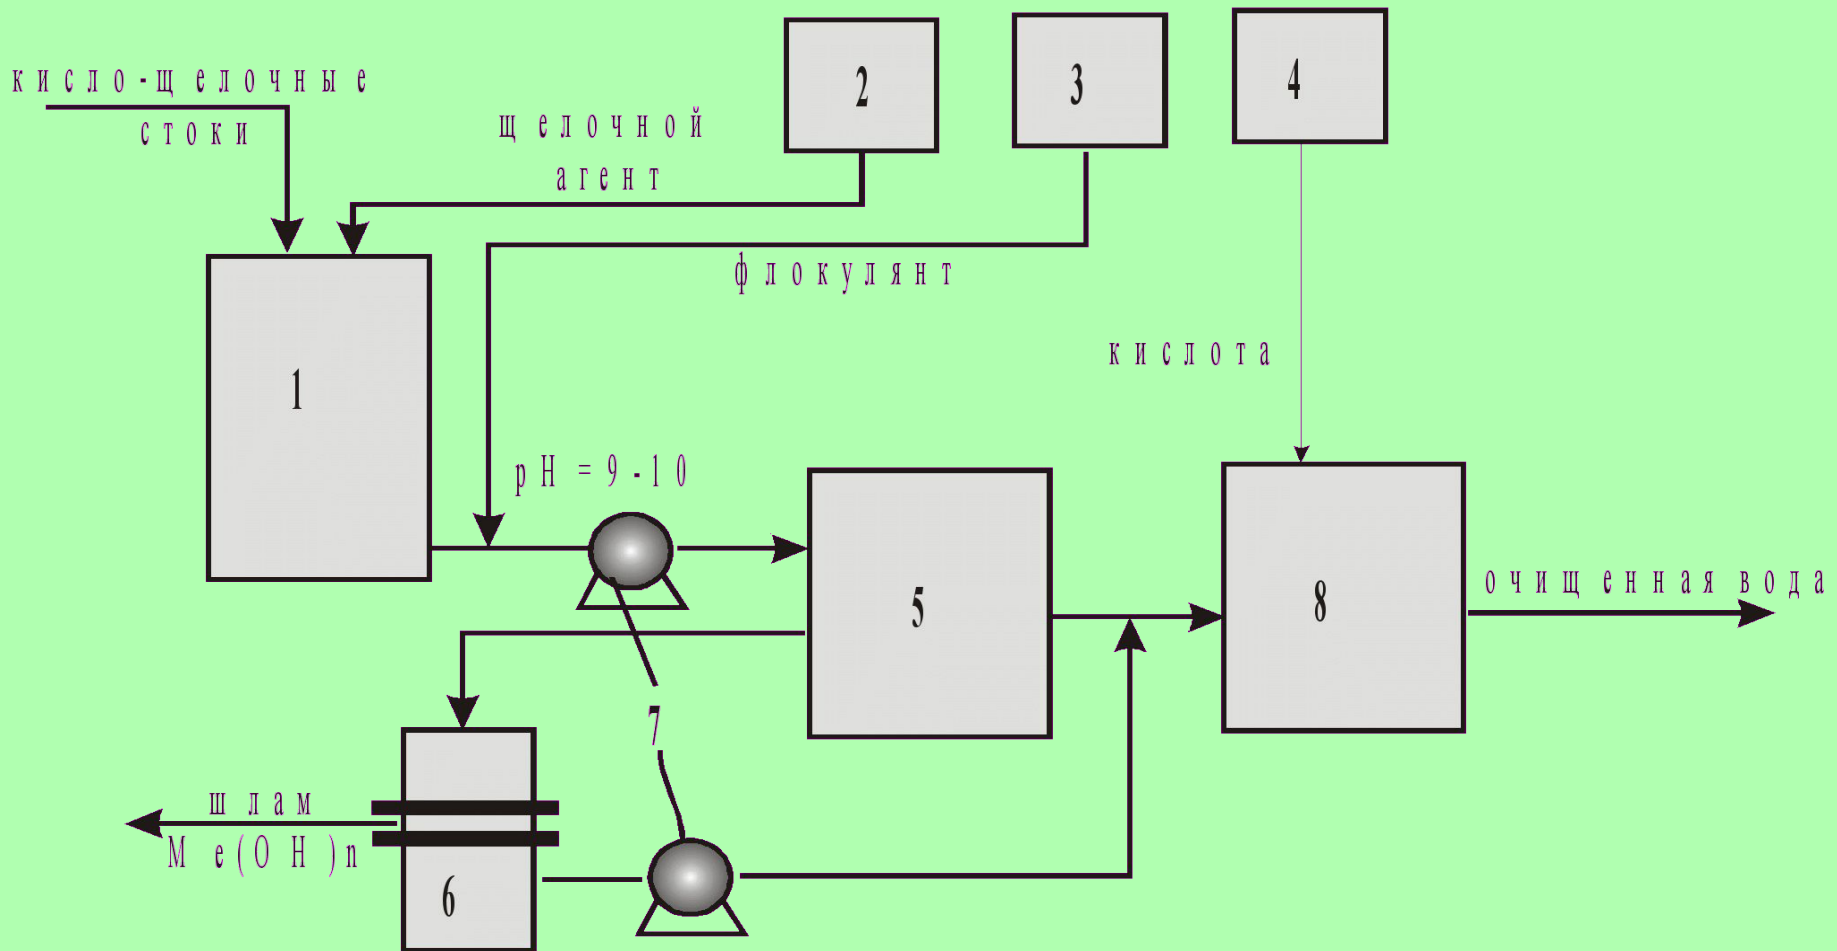 кисло-щелочные
стоки
щелочной
агент
2
3
4
флокулянт
кислота
1
pH=9-10
5
8
очищенная вода
7
шлам
Me(OH)n
6